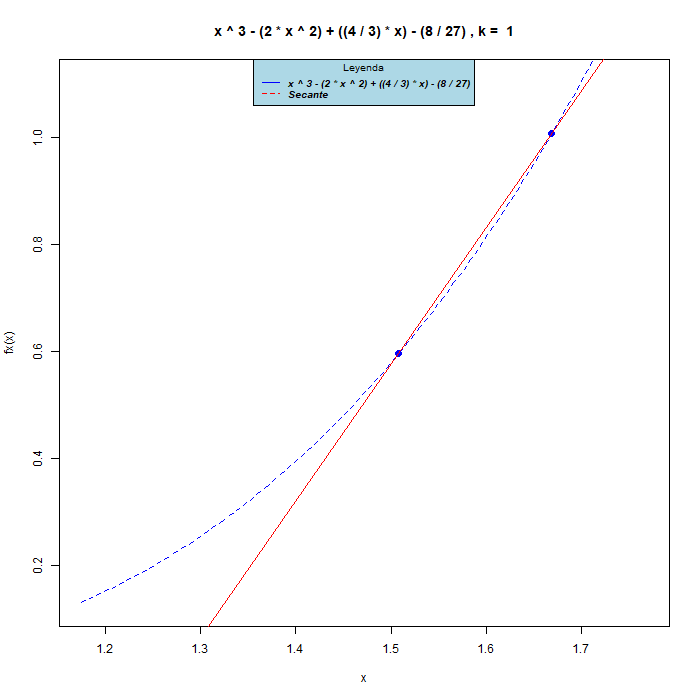 x ^ 3 - (2 * x ^ 2) + ((4 / 3) * x) - (8 / 27) , k =  1
Leyenda
x ^ 3 - (2 * x ^ 2) + ((4 / 3) * x) - (8 / 27)
Secante
1.0
0.8
0.6
0.4
0.2
fx(x)
1.2 1.3 1.4 1.5 1.6 1.7
x